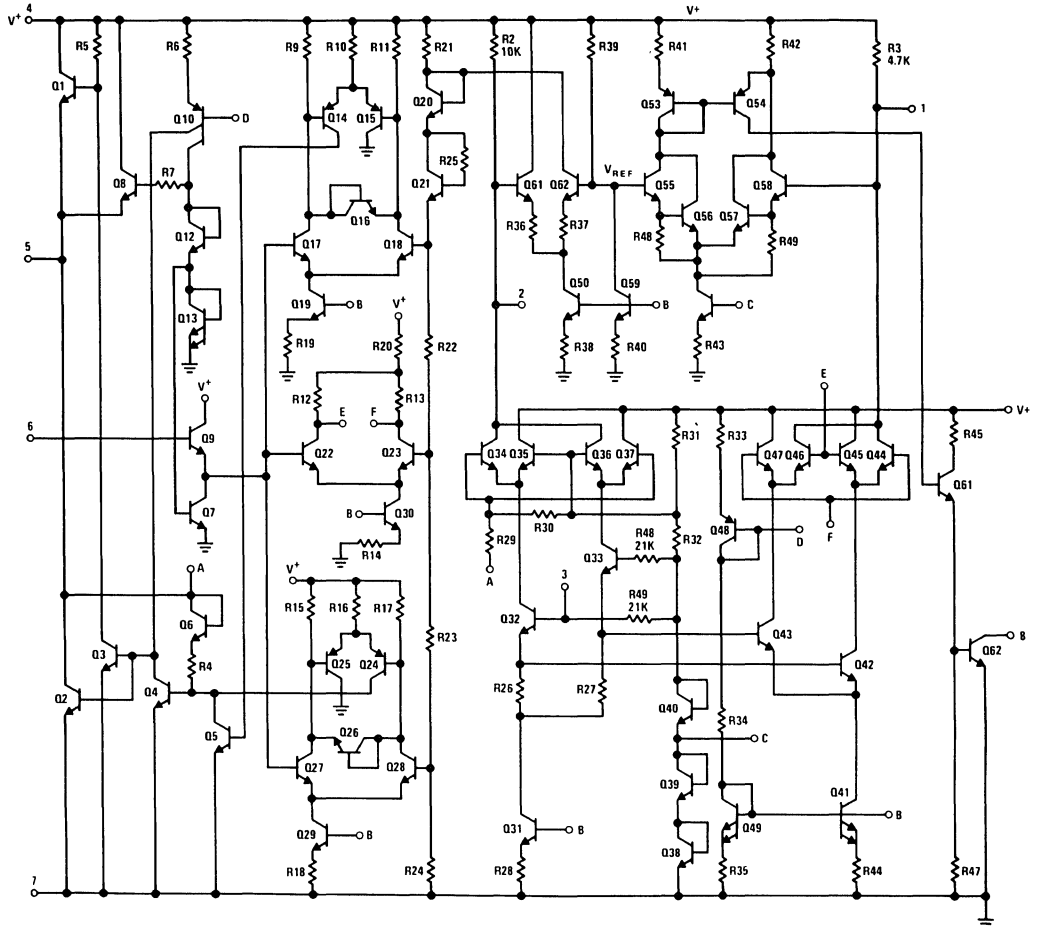 V+ 4
V+
R5
R6
R9
R10
R11
R21
R2
10K
R39
R41
R42
R3
4.7K
Q1
Q10
D
Q14
Q15
Q20
Q53
Q54
1
R7
Q8
R25
Q21
Q61
Q62
VREF
Q55
Q58
Q16
Q56
Q57
R36
R37
R48
R49
Q12
Q17
Q18
5
Q13
Q19
B
2
Q50
Q59
B
C
V+
R19
R20
R22
R38
R40
R43
V+
R12
R13
E
V+
E
F
6
Q9
Q22
Q23
Q34
Q35
Q36
Q37
R31
R33
Q47
Q46
Q45
Q44
R45
Q61
Q7
B
Q30
R30
R29
R32
Q48
D
F
R14
A
Q33
R48
21K
A
V+
R15
R16
R17
3
R49
21K
Q32
Q6
R23
Q43
B
Q3
R4
Q25
Q24
Q42
Q62
Q2
Q4
R26
R27
Q40
R34
Q5
Q26
C
Q27
Q28
Q39
Q41
Q29
B
Q31
B
Q49
B
Q38
R18
R24
R28
R35
R44
R47
7